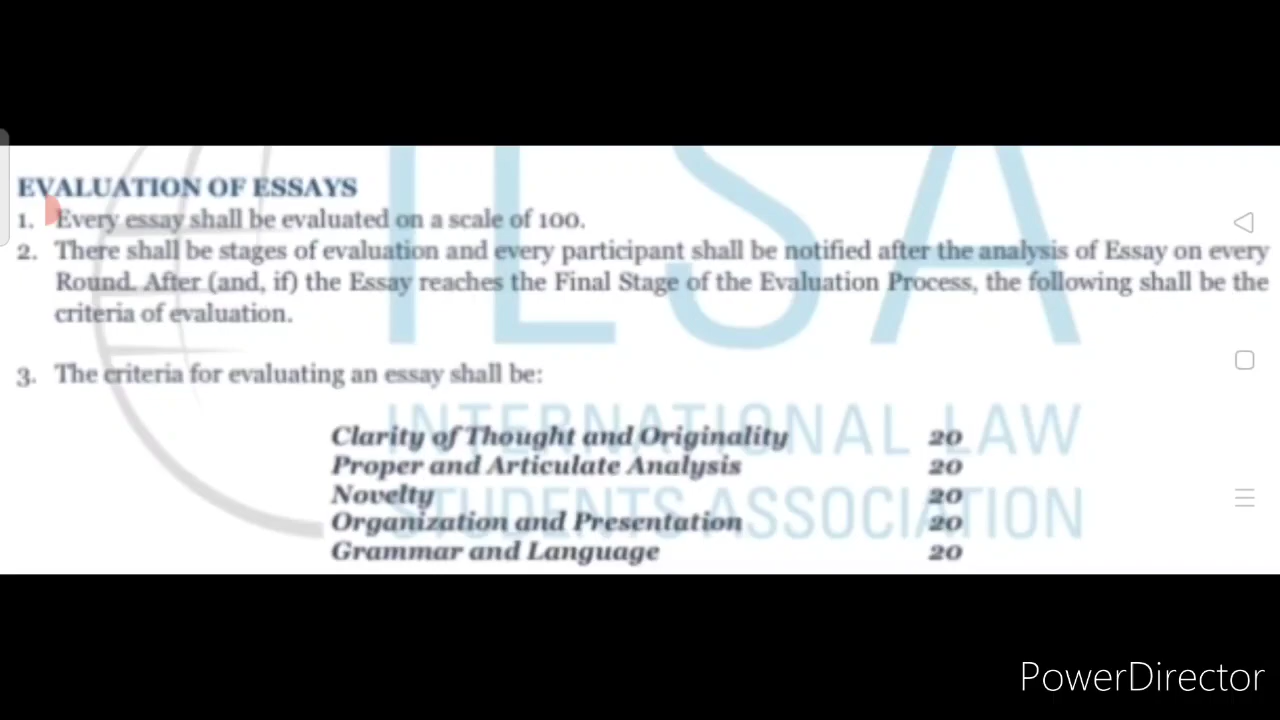 EVALUATION OF ESSAYS
1. Every essay shall be evaluated on a scale of 100.
2. There shall be stages of evaluation and every participant shall be notified after the analysis of Essay on every
Round. After (and, if) the Essay reaches the Final Stage of the Evaluation Process, the following shall be the
criteria of evaluation.
3. The criteria for evaluating an essay shall be:
Clarity of Thought and Originality 20
Proper and Articulate Analysis 20
Novelty 20
Organization and Presentation 20
Grammar and Language 20
ILSA
INTERNATIONAL LAW
STUDENTS ASSOCIATION
PowerDirector